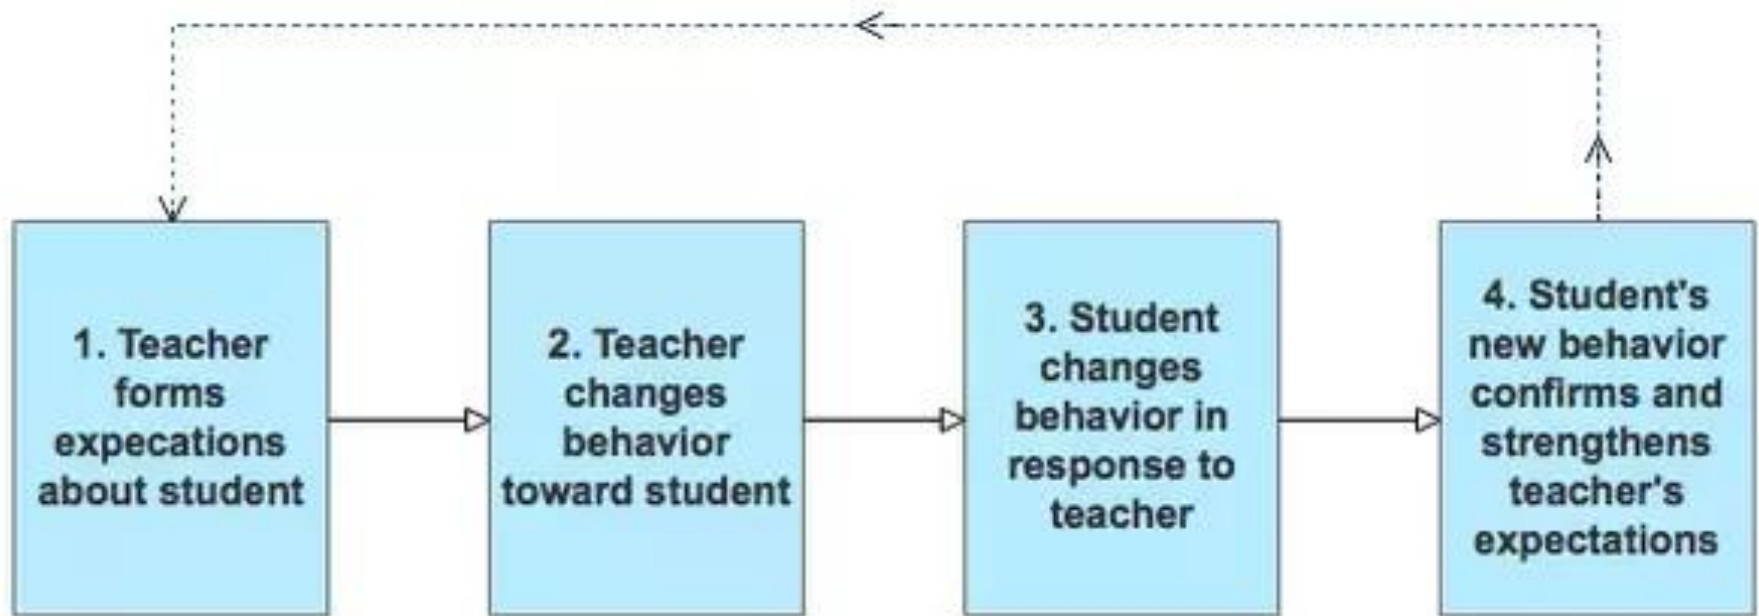 1. Teacher
forms
expecations
about student
2. Teacher
changes
behavior
toward student
3. Student
changes
behavior in
response to
teacher
4. Student's
new behavior
confirms and
strengthens
teacher's
expectations